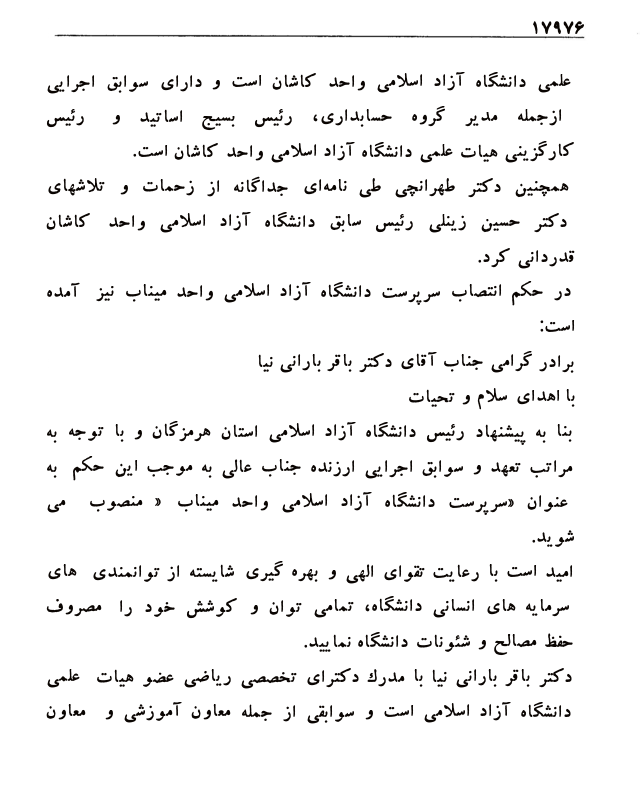 ۱۷۹۷۶
علمی دانشگاه آزاد اسلامی واحد کاشان است و دارای سوابق اجرایی
ازجمله مدیر گروه حسابداری، رئیس بسیج اساتید و رئیس
کارگزینی هیات علمی دانشگاه آزاد اسلامی واحد کاشان است.
همچنین دکتر طهرانچی طی نامه‌ای جداگانه از زحمات و تلاشهای
دکتر حسین زینلی رئیس سابق دانشگاه آزاد اسلامی واحد کاشان
قدردانی کرد.
در حکم انتصاب سرپرست دانشگاه آزاد اسلامی واحد میناب نیز آمده
است:
برادر گرامی جناب آقای دکتر باقر بارانی نیا
با اهدای سلام و تحیات
بنا به پیشنهاد رئیس دانشگاه آزاد اسلامی استان هرمزگان و با توجه به
مراتب تعهد و سوابق اجرایی ارزنده جناب عالی به موجب این حکم به
عنوان «سرپرست دانشگاه آزاد اسلامی واحد میناب « منصوب می
شوید.
امید است با رعایت تقوای الهی و بهره گیری شایسته از توانمندی های
سرمایه های انسانی دانشگاه، تمامی توان و کوشش خود را مصروف
حفظ مصالح و شئونات دانشگاه نمایید.
دکتر باقر بارانی نیا با مدرك دکترای تخصصی ریاضی عضو هیات علمی
دانشگاه آزاد اسلامی است و سوابقی از جمله معاون آموزشی و معاون